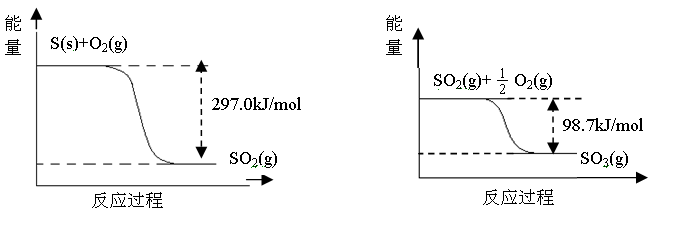 能
量
S(s)+O₂(g)
297.0kJ/mol
SO₂(g)
反应过程
能
量
SO₂(g)+ 1/2 O₂(g)
98.7kJ/mol
SO₃(g)
反应过程